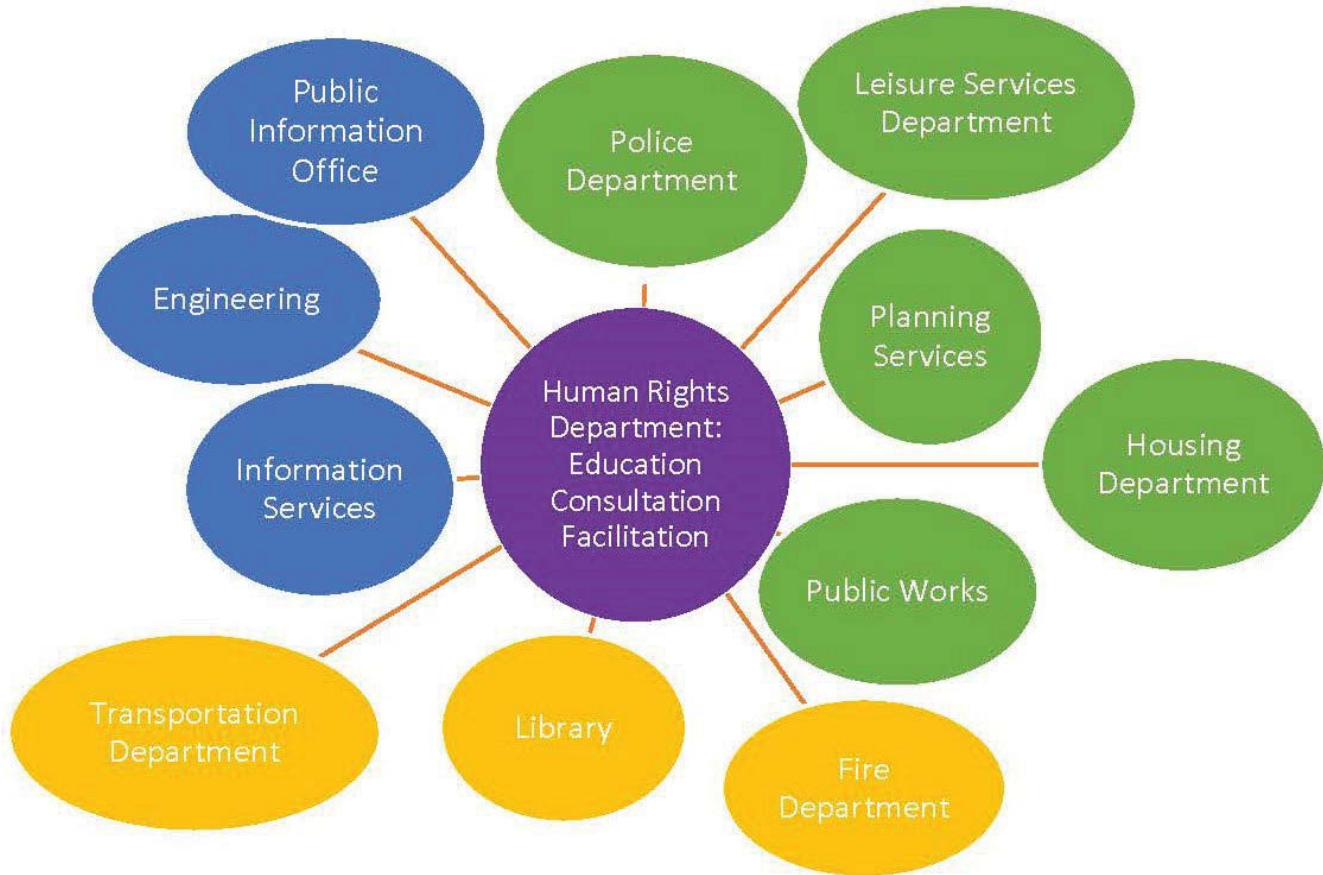 Public
Information
Office
Police
Department
Leisure Services
Department
Engineering
Planning
Services
Human Rights
Department:
Education
Consultation
Facilitation
Information
Services
Housing
Department
Public Works
Transportation
Department
Library
Fire
Department